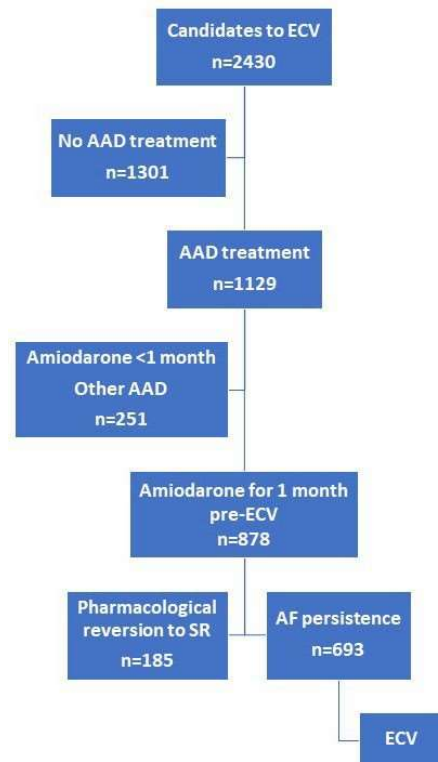 Candidates to ECV
n=2430
No AAD treatment
n=1301
AAD treatment
n=1129
Amiodarone <1 month
Other AAD
n=251
Amiodarone for 1 month
pre-ECV
n=878
Pharmacological
reversion to SR
n=185
AF persistence
n=693
ECV